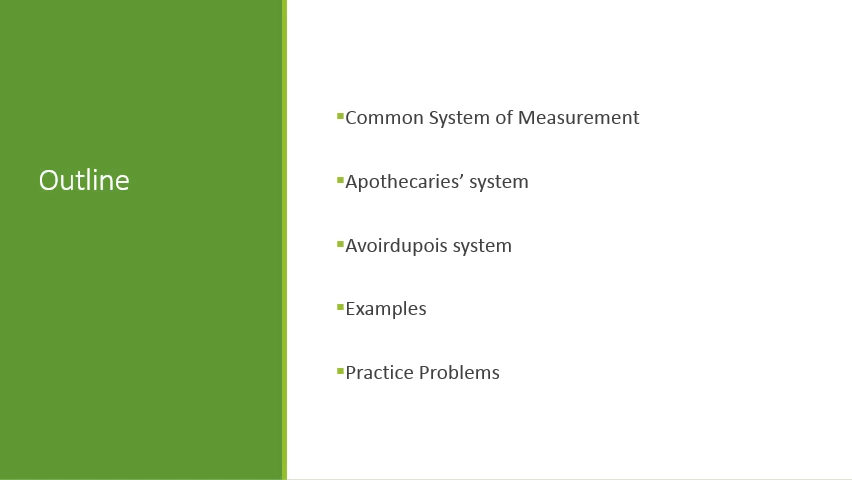 Outline
▪Common System of Measurement
▪Apothecaries’ system
▪Avoirdupois system
▪Examples
▪Practice Problems